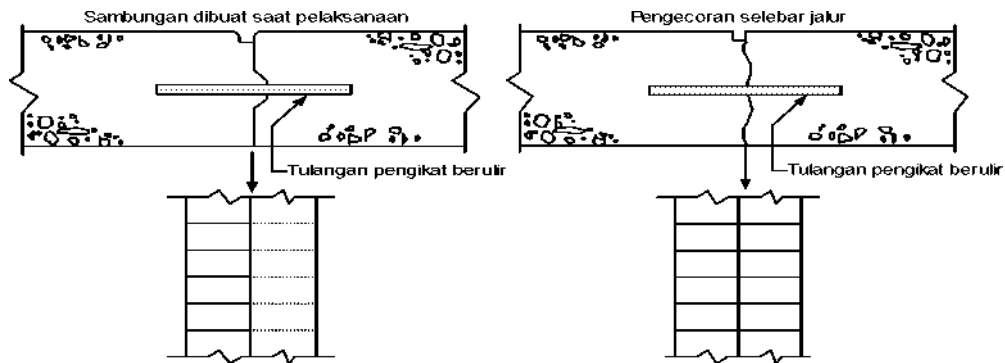 Sambungan dibuat saat pelaksanaan
Pengecoran selebar jalur
Tulangan pengikat berulir
Tulangan pengikat berulir